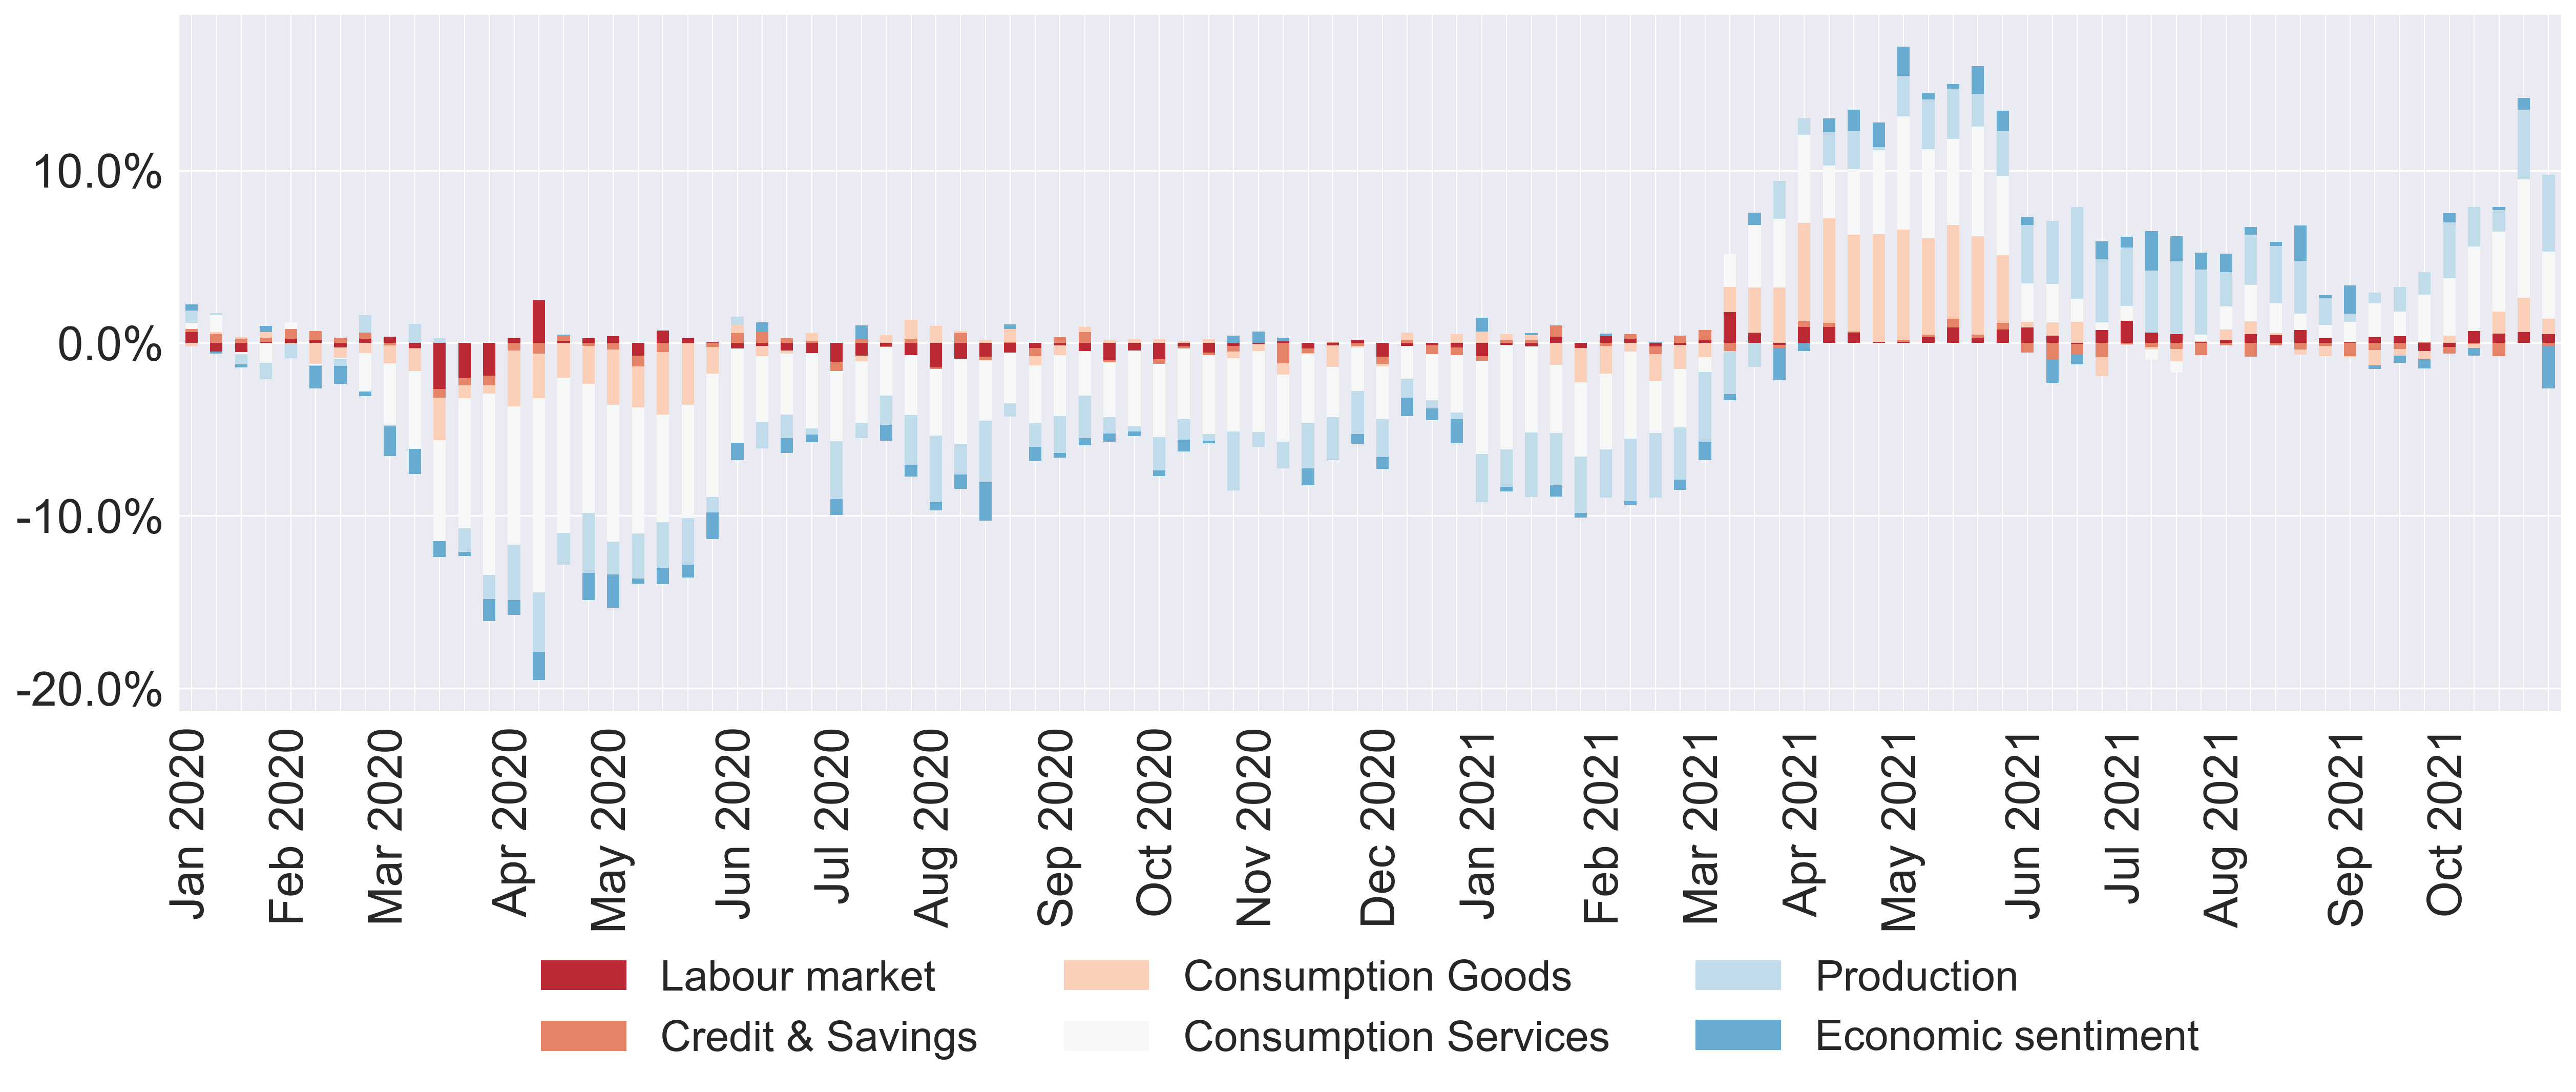 10.0%
0.0%
-10.0%
-20.0%
Jan 2020
Feb 2020
Mar 2020
Apr 2020
May 2020
Jun 2020
Jul 2020
Aug 2020
Sep 2020
Oct 2020
Nov 2020
Dec 2020
Jan 2021
Feb 2021
Mar 2021
Apr 2021
May 2021
Jun 2021
Jul 2021
Aug 2021
Sep 2021
Oct 2021
Labour market
Consumption Goods
Production
Credit & Savings
Consumption Services
Economic sentiment